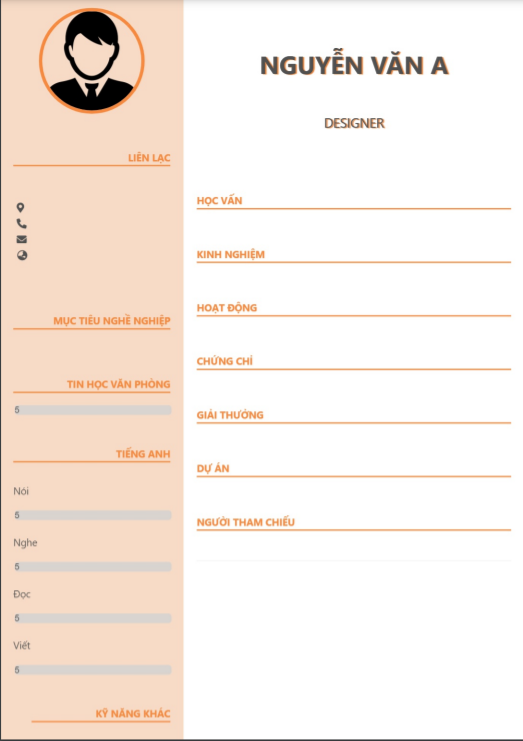 NGUYỄN VĂN A
DESIGNER
LIÊN LẠC
MỤC TIÊU NGHỀ NGHIỆP
TIN HỌC VĂN PHÒNG
5
TIẾNG ANH
Nói
5
Nghe
5
Đọc
5
Viết
5
KỸ NĂNG KHÁC
HỌC VẤN
KINH NGHIỆM
HOẠT ĐỘNG
CHỨNG CHỈ
GIẢI THƯỞNG
DỰ ÁN
NGƯỜI THAM CHIẾU